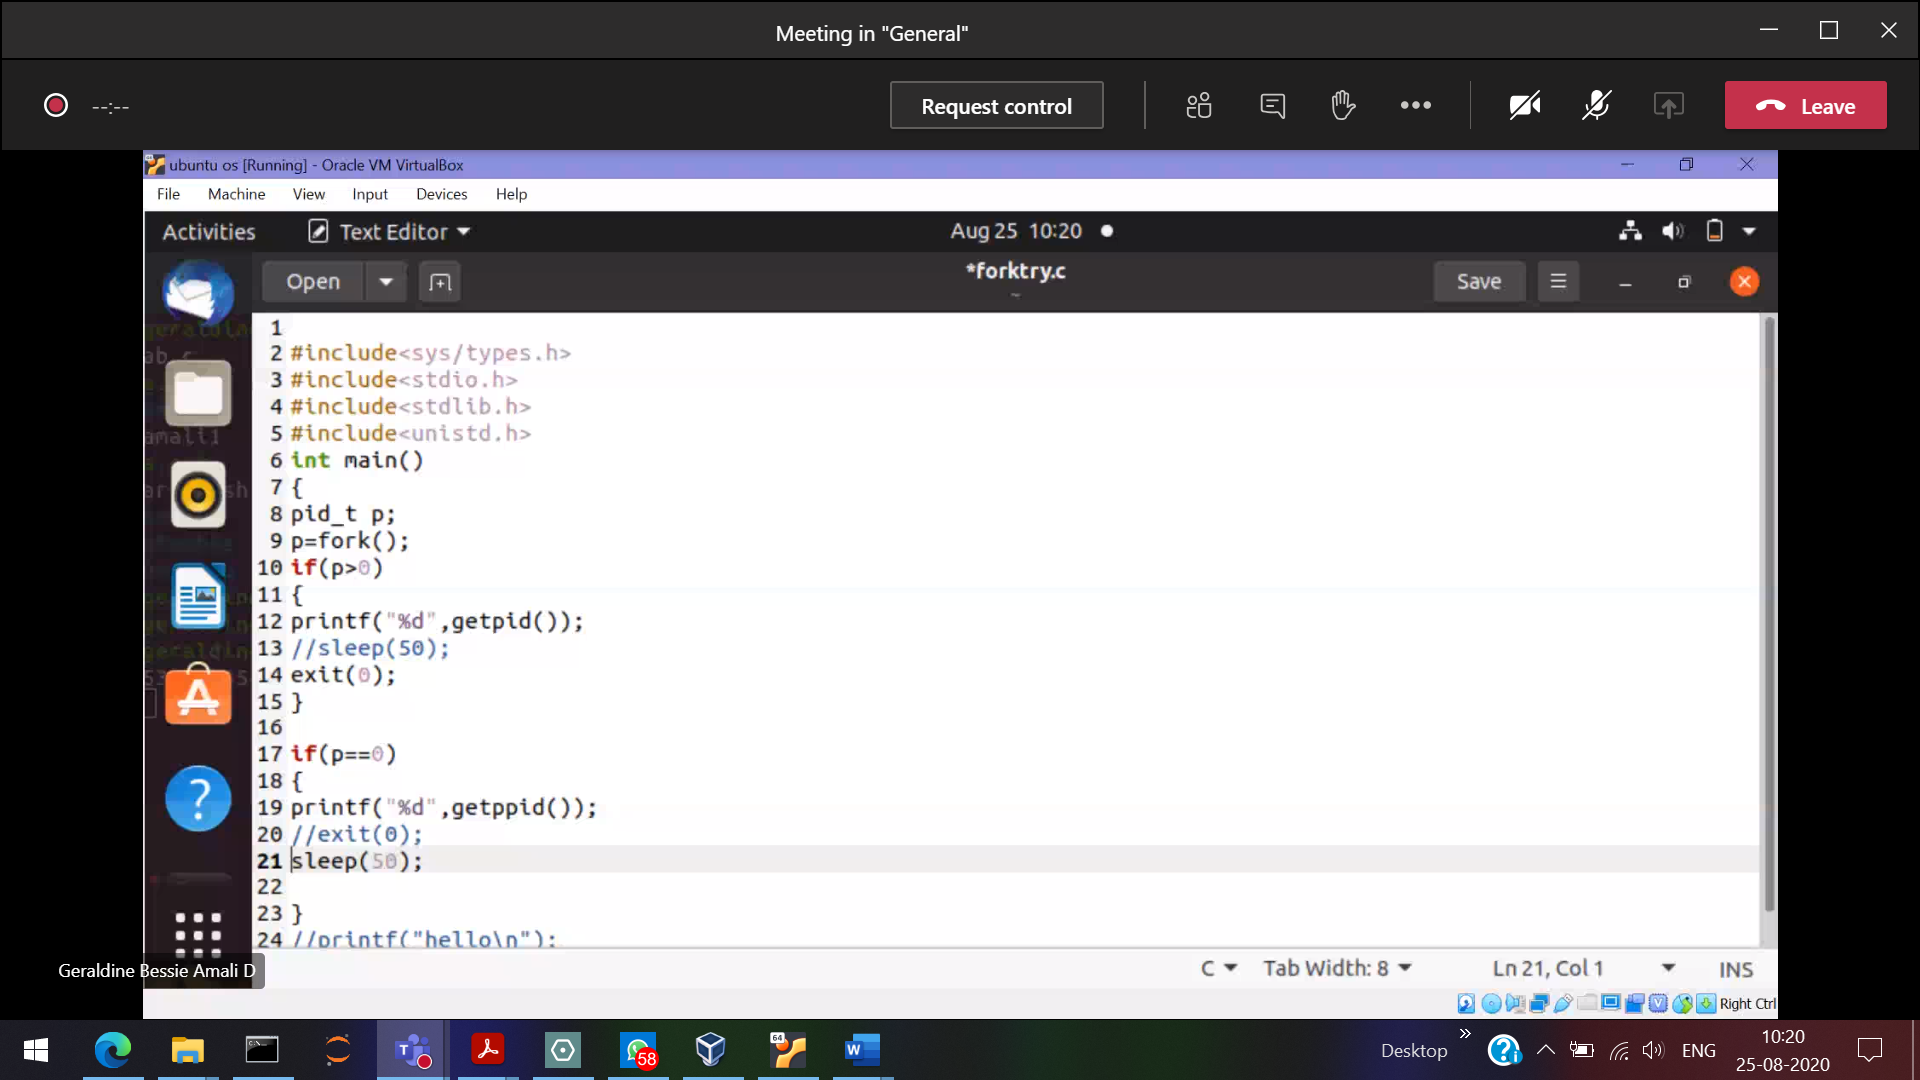 Meeting in "General"
--:--
Request control
Leave
ubuntu os [Running] - Oracle VM VirtualBox
File Machine View Input Devices Help
Activities Text Editor Aug 25 10:20
Open *forktry.c Save
~
1
2 #include<sys/types.h>
3 #include<stdio.h>
4 #include<stdlib.h>
5 #include<unistd.h>
6 int main()
7 {
8 pid_t p;
9 p=fork();
10 if(p>0)
11 {
12 printf("%d",getpid());
13 //sleep(50);
14 exit(0);
15 }
16
17 if(p==0)
18 {
19 printf("%d",getppid());
20 //exit(0);
21 sleep(50);
22
23 }
24 //printf("hello\n");
Geraldine Bessie Amali D
C Tab Width: 8 Ln 21, Col 1 INS
Right Ctrl
58
64
Desktop
ENG
10:20
25-08-2020